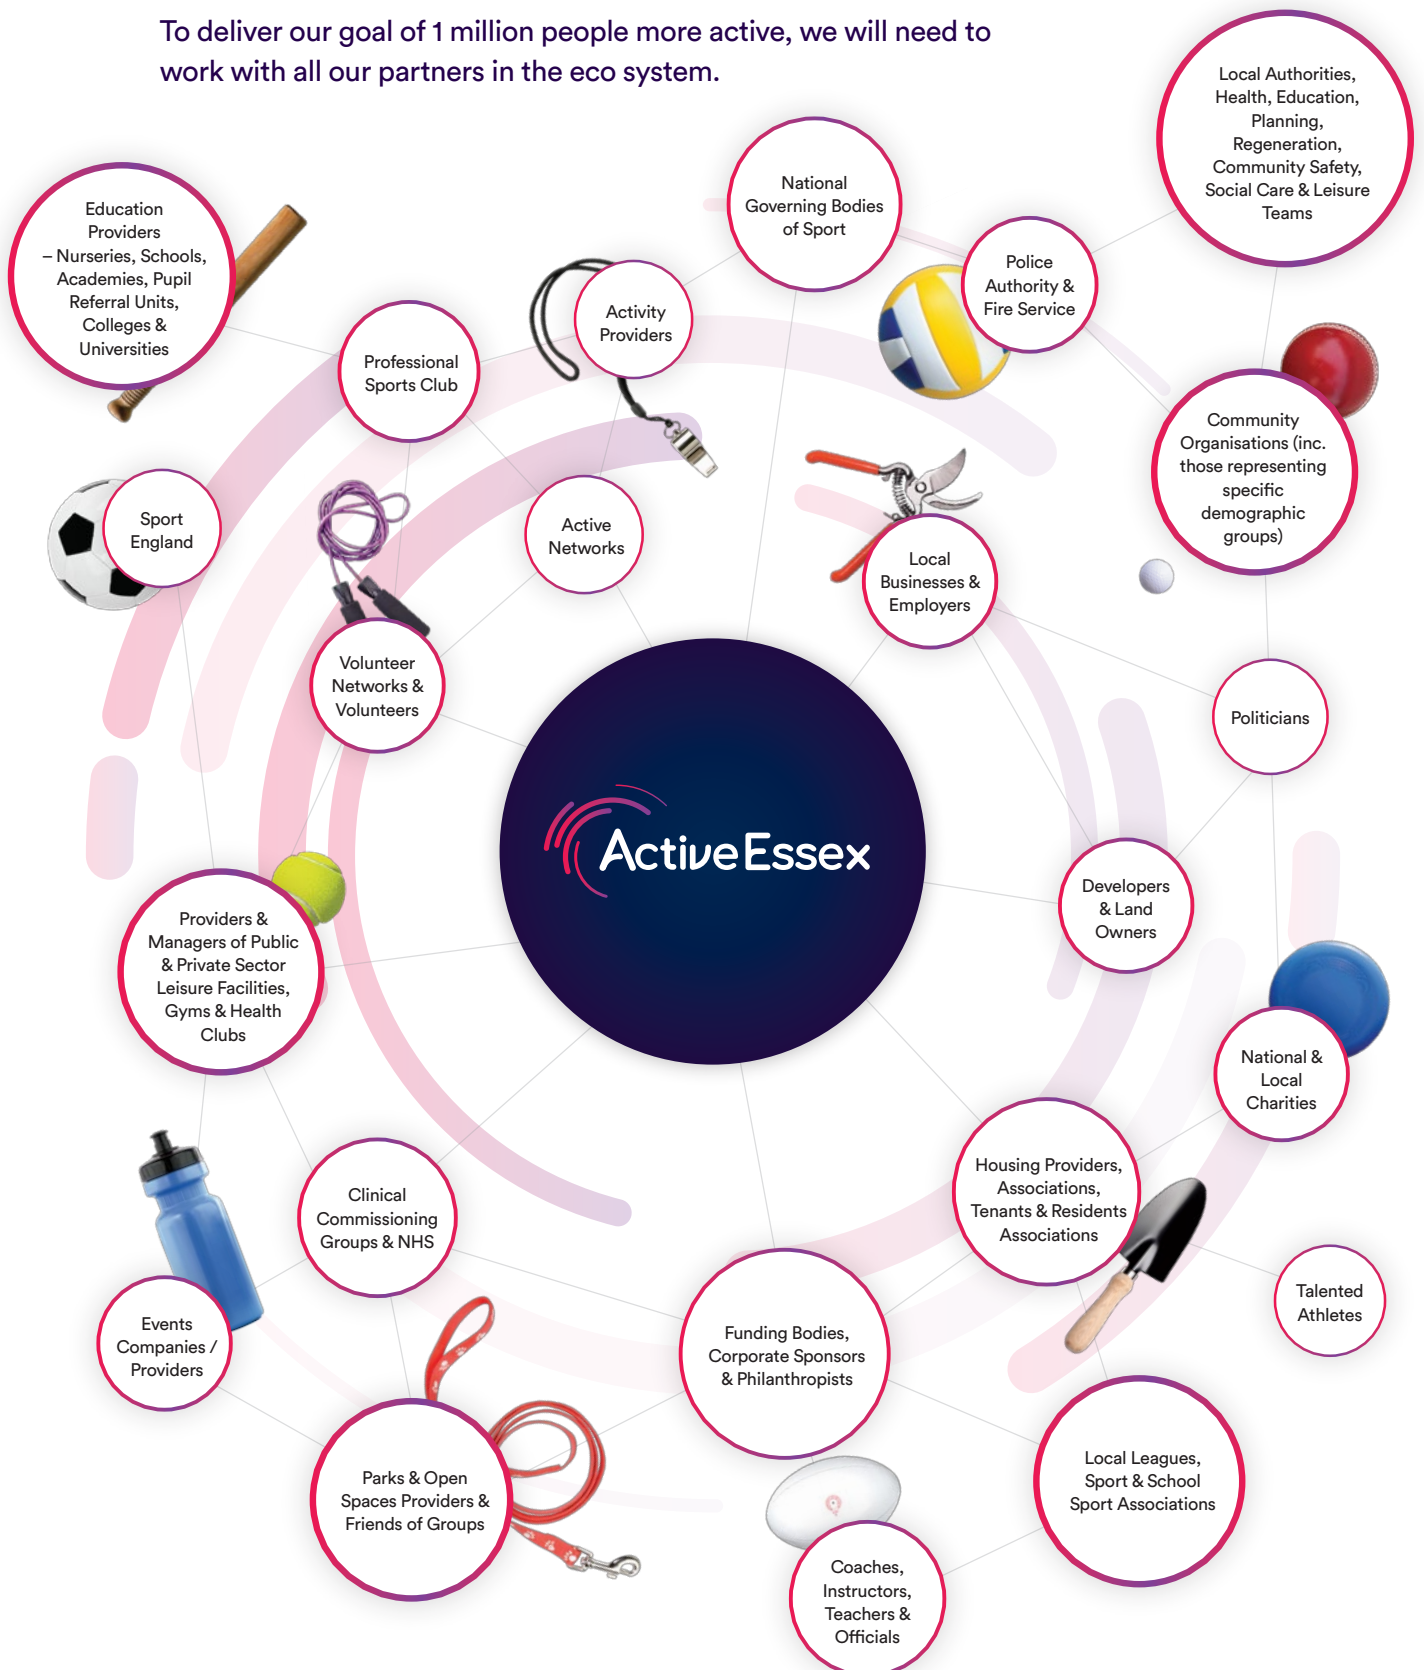 To deliver our goal of 1 million people more active, we will need to
work with all our partners in the eco system.
Local Authorities,
Health, Education,
Planning,
Regeneration,
Community Safety,
Social Care & Leisure
Teams
National
Governing Bodies
of Sport
Education
Providers
– Nurseries, Schools,
Academies, Pupil
Referral Units,
Colleges &
Universities
Police
Authority &
Fire Service
Activity
Providers
Professional
Sports Club
Community
Organisations (inc.
those representing
specific
demographic
groups)
Sport
England
Active
Networks
Local
Businesses &
Employers
Volunteer
Networks &
Volunteers
Politicians
ActiveEssex
Developers
& Land
Owners
Providers &
Managers of Public
& Private Sector
Leisure Facilities,
Gyms & Health
Clubs
National &
Local
Charities
Housing Providers,
Associations,
Tenants & Residents
Associations
Clinical
Commissioning
Groups & NHS
Talented
Athletes
Events
Companies /
Providers
Funding Bodies,
Corporate Sponsors
& Philanthropists
Local Leagues,
Sport & School
Sport Associations
Parks & Open
Spaces Providers &
Friends of Groups
Coaches,
Instructors,
Teachers &
Officials